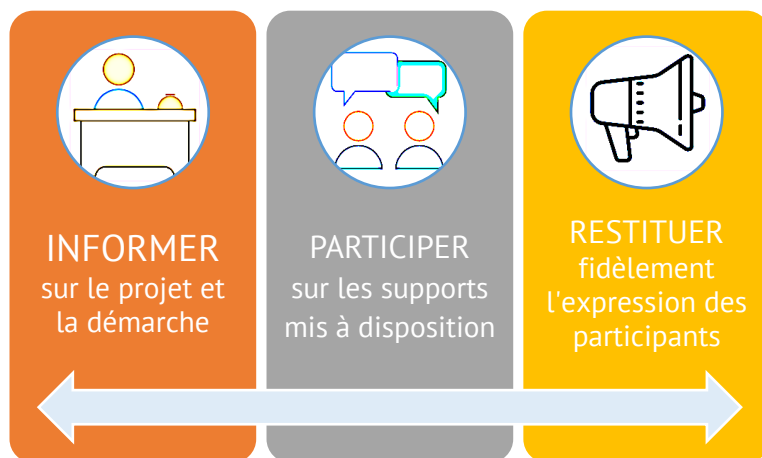 INFORMER
sur le projet et
la démarche
PARTICIPER
sur les supports
mis à disposition
RESTITUER
fidèlement
l'expression des
participants